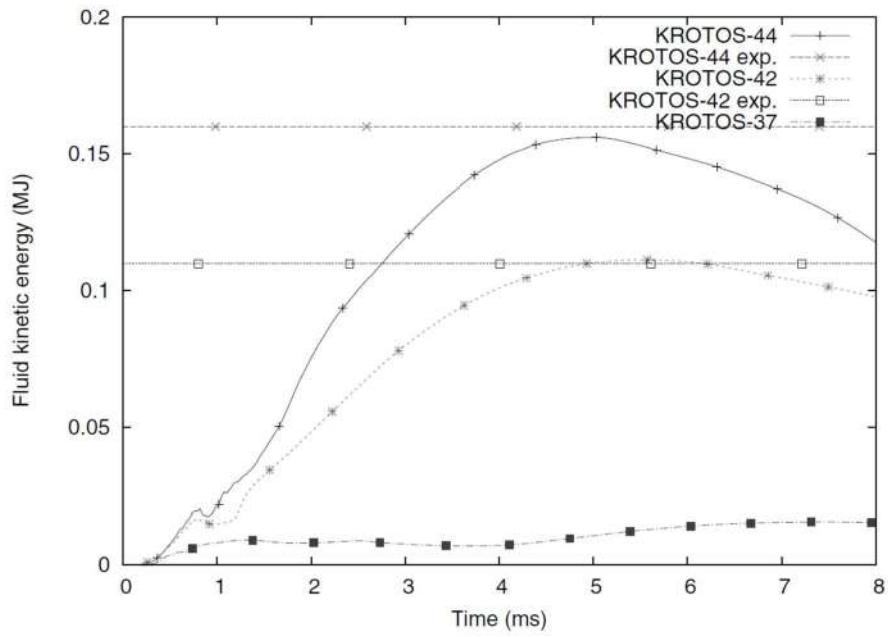 0.2
0.15
0.1
0.05
0
Fluid kinetic energy (MJ)
KROTOS-44
KROTOS-44 exp.
KROTOS-42
KROTOS-42 exp.
KROTOS-37
0 1 2 3 4 5 6 7 8
Time (ms)